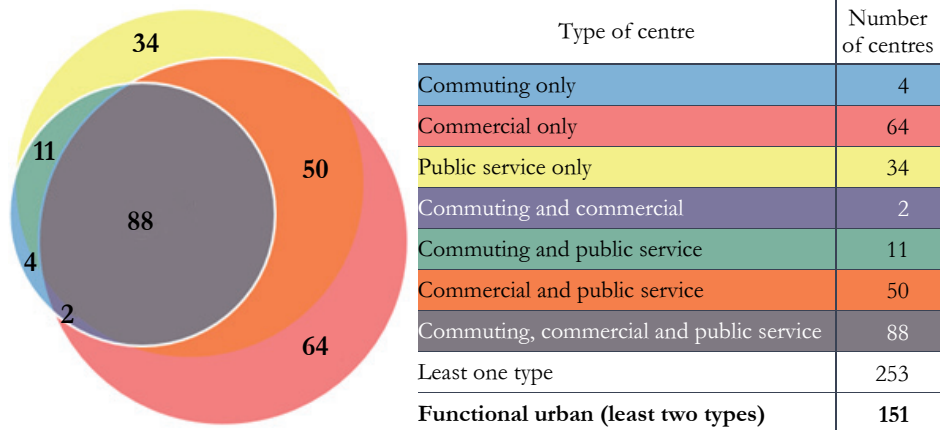 34
11
50
88
4
2
64
Type of centre Number of centres
Commuting only 4
Commercial only 64
Public service only 34
Commuting and commercial 2
Commuting and public service 11
Commercial and public service 50
Commuting, commercial and public service 88
Least one type 253
Functional urban (least two types) 151